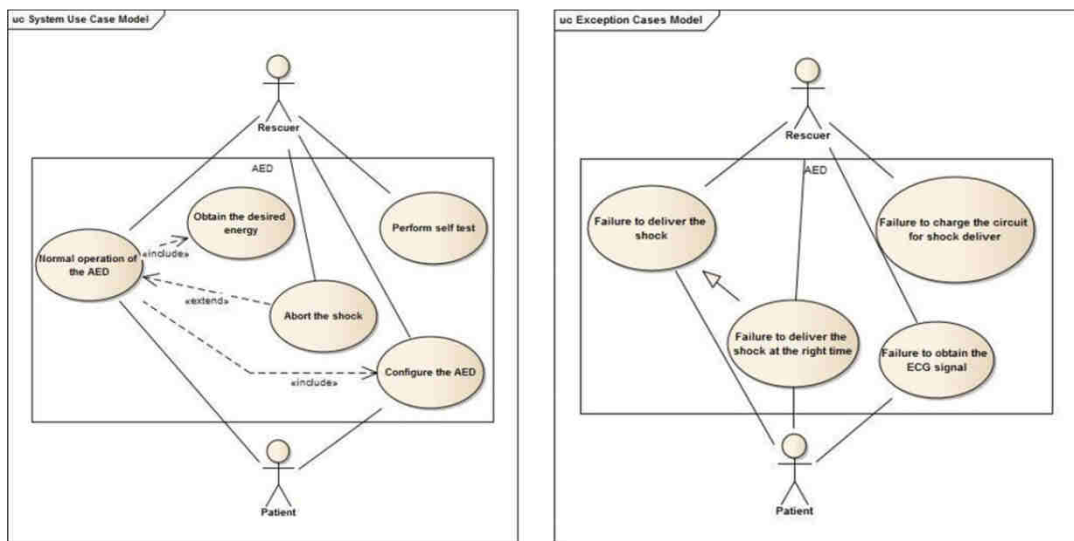 uc System Use Case Model
Rescuer
AED
Obtain the desired
energy
Perform self test
«include»
Normal operation of
the AED
«extend»
Abort the shock
Configure the AED
«include»
Patient
uc Exception Cases Model
Rescuer
AED
Failure to deliver the
shock
Failure to charge the circuit
for shock deliver
Failure to deliver the
shock at the right time
Failure to obtain the
ECG signal
Patient